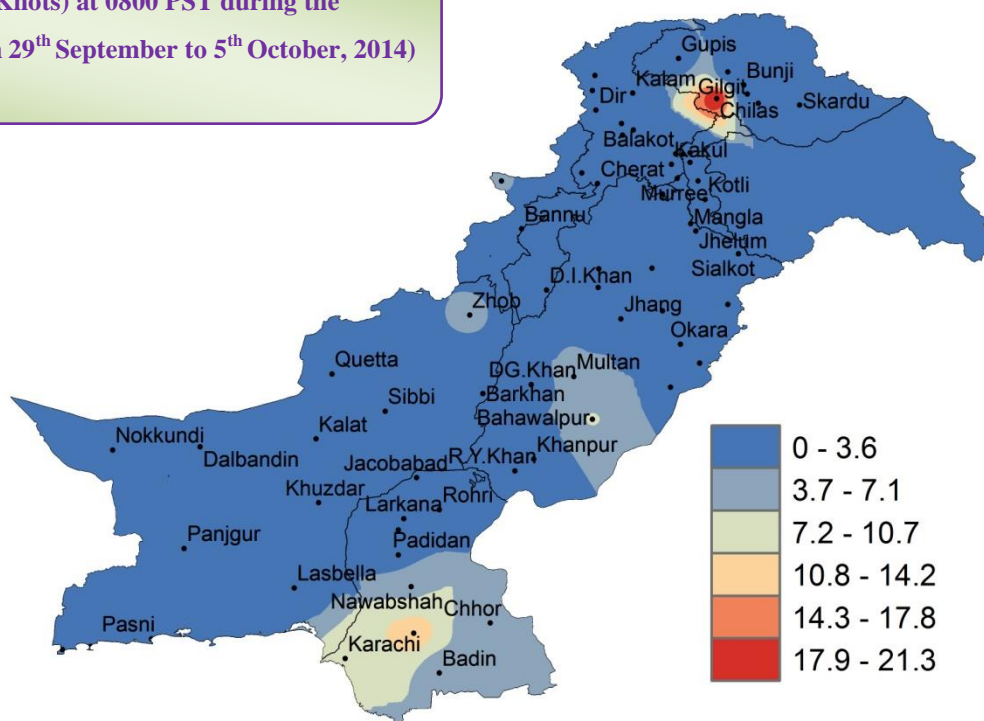 Knots) at 0800 PST during the
29th September to 5th October, 2014)
Gupis
Bunji
Kalam
Gilgit
Dir
Skardu
Chilas
Balakot
Kakul
Cherat
Murree
Kotli
Bannu
Mangla
Jhelum
Sialkot
D.I.Khan
Zhob
Jhang
Okara
Quetta
DG.Khan
Multan
Sibbi
Barkhan
Bahawalpur
Nokkundi
Kalat
Khanpur
Dalbandin
Jacobabad
R.Y.Khan
Khuzdar
Larkana
Rohri
Panjgur
Padidan
Lasbella
Nawabshah
Chhor
Pasni
Karachi
Badin
0 - 3.6
3.7 - 7.1
7.2 - 10.7
10.8 - 14.2
14.3 - 17.8
17.9 - 21.3